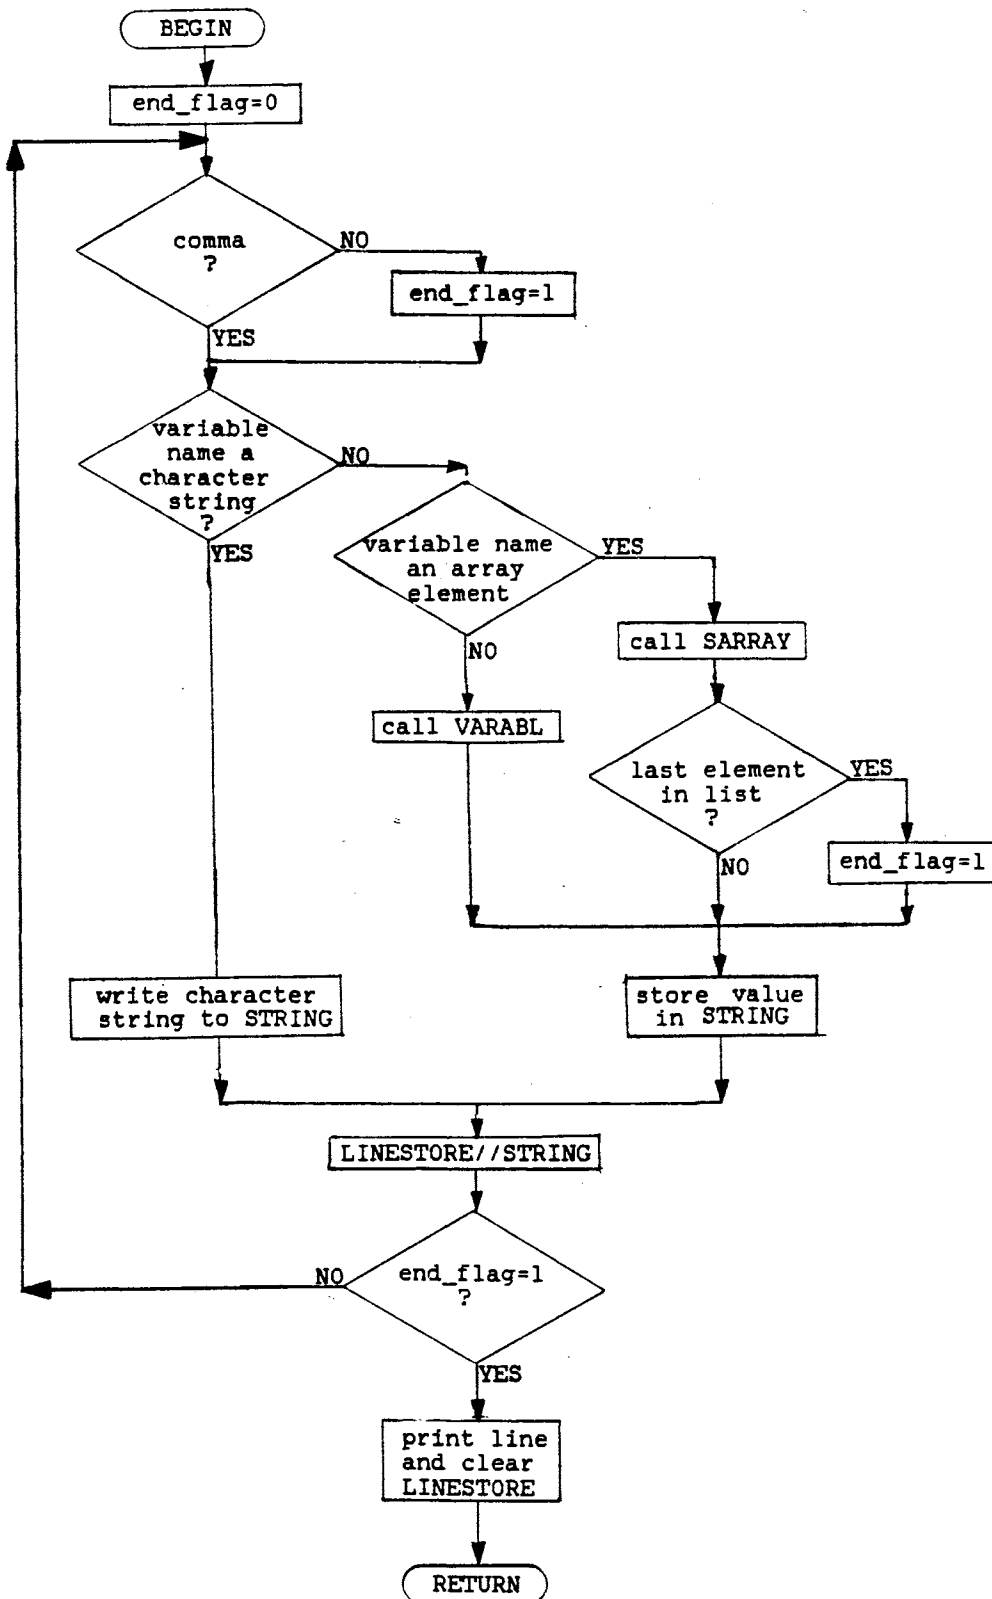 BEGIN
end_flag=0
comma
?
NO
end_flag=1
YES
variable
name a
character
string
?
NO
YES
variable name
an array
element
YES
NO
call SARRAY
call VARABL
last element
in list
?
YES
NO
end_flag=1
write character
string to STRING
store value
in STRING
LINESTORE//STRING
end_flag=1
?
NO
YES
print line
and clear
LINESTORE
RETURN